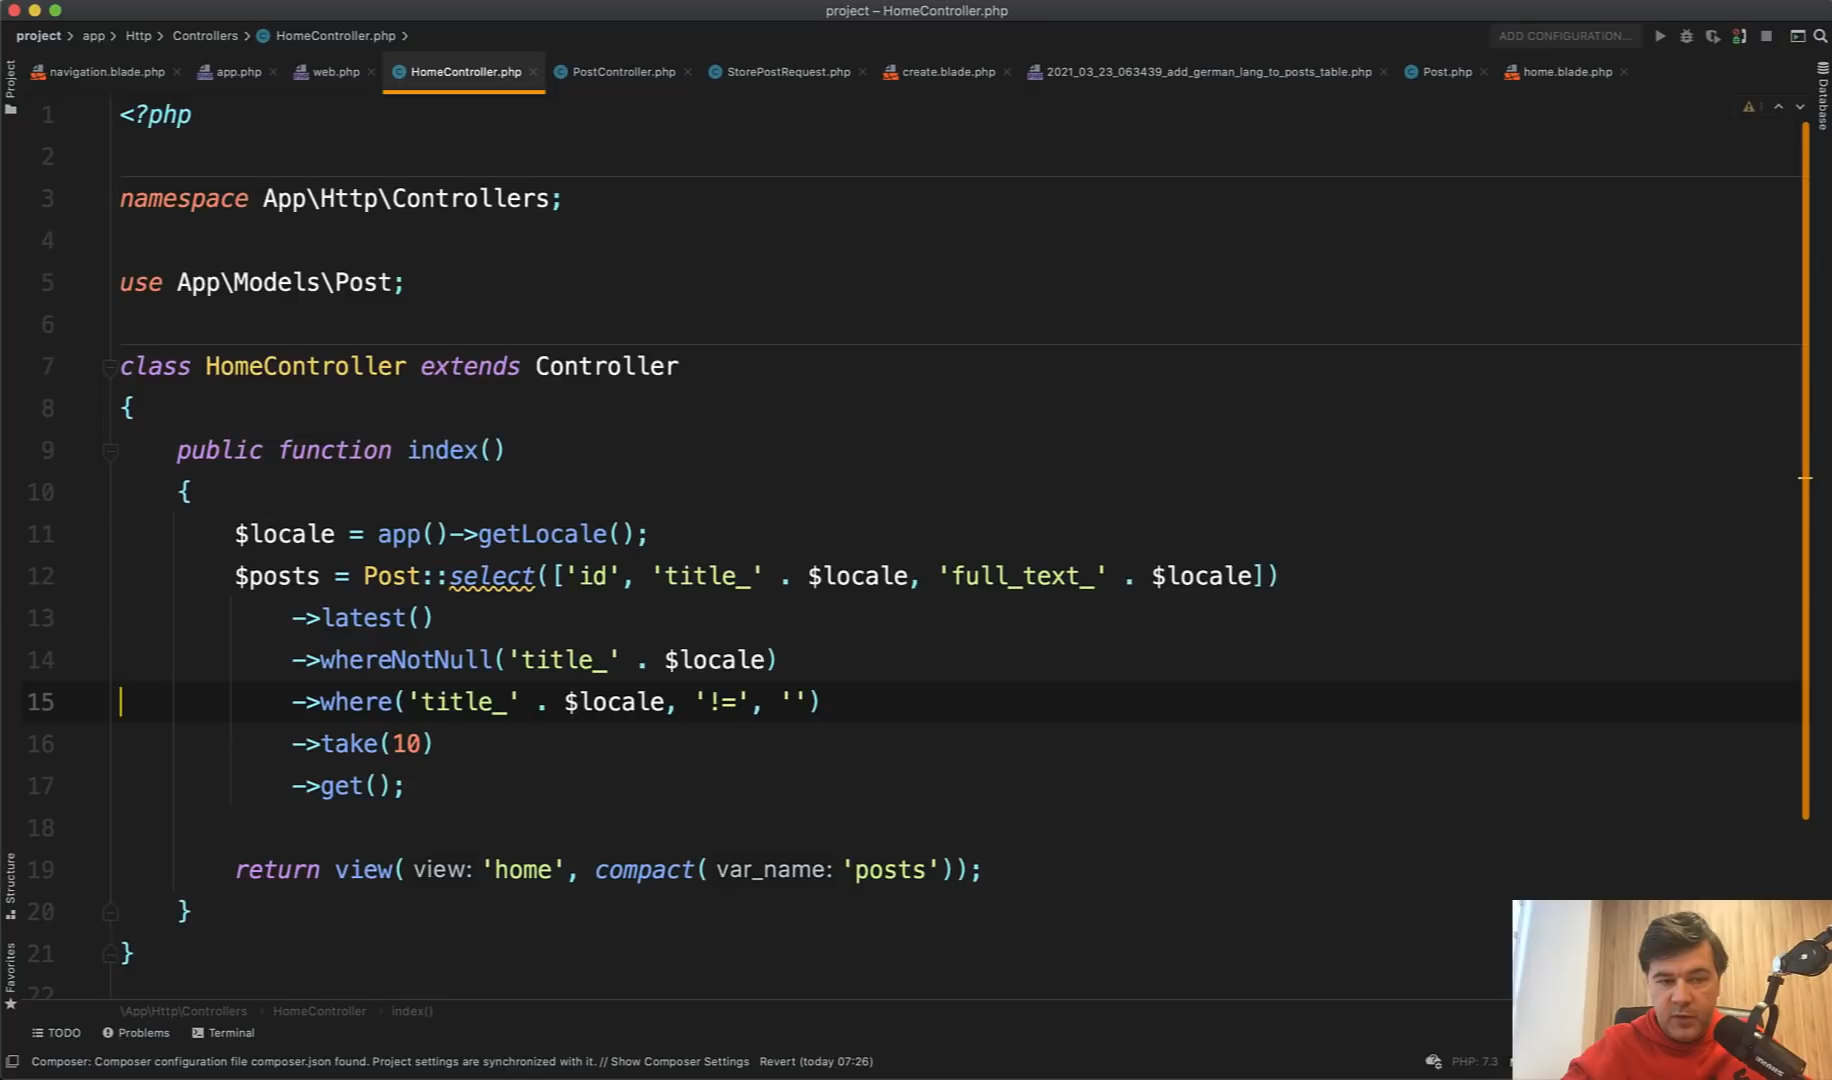 project – HomeController.php
project > app > Http > Controllers > HomeController.php >
ADD CONFIGURATION...
navigation.blade.php
app.php
web.php
HomeController.php
PostController.php
StorePostRequest.php
create.blade.php
2021_03_23_063439_add_german_lang_to_posts_table.php
Post.php
home.blade.php
Project
Database
1 <?php
2
3 namespace App\Http\Controllers;
4
5 use App\Models\Post;
6
7 class HomeController extends Controller
8 {
9 public function index()
10 {
11 $locale = app()->getLocale();
12 $posts = Post::select(['id', 'title_' . $locale, 'full_text_' . $locale])
13 ->latest()
14 ->whereNotNull('title_' . $locale)
15 ->where('title_' . $locale, '!=', '')
16 ->take(10)
17 ->get();
18
19 return view( view: 'home', compact( var_name: 'posts'));
20 }
21 }
22
Structure
Favorites
\App\Http\Controllers > HomeController > index()
TODO
Problems
Terminal
Composer: Composer configuration file composer.json found. Project settings are synchronized with it. // Show Composer Settings Revert (today 07:26)
PHP: 7.3